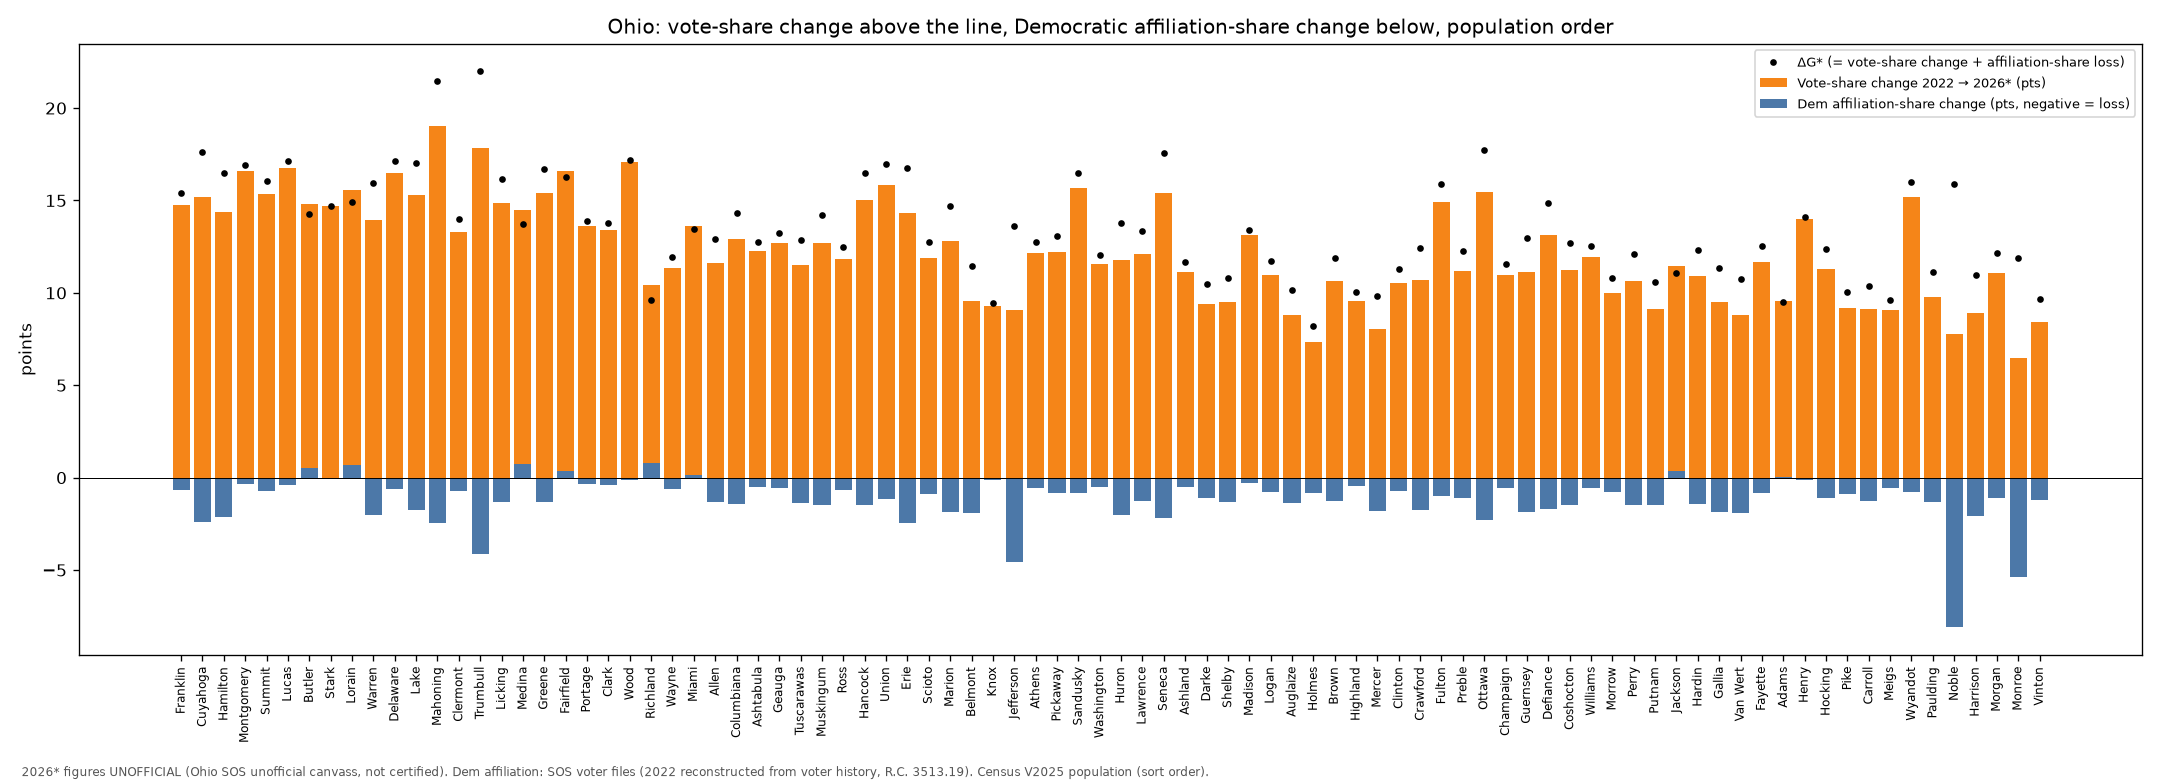 Ohio: vote-share change above the line, Democratic affiliation-share change below, population order
ΔG* (= vote-share change + affiliation-share loss)
Vote-share change 2022 → 2026* (pts)
Dem affiliation-share change (pts, negative = loss)
points
20
15
10
5
0
−5
Franklin
Cuyahoga
Hamilton
Montgomery
Summit
Lucas
Butler
Stark
Lorain
Warren
Delaware
Lake
Mahoning
Clermont
Trumbull
Licking
Medina
Greene
Fairfield
Portage
Clark
Wood
Richland
Wayne
Miami
Allen
Columbiana
Ashtabula
Geauga
Tuscarawas
Muskingum
Ross
Hancock
Union
Erie
Scioto
Marion
Belmont
Knox
Jefferson
Athens
Pickaway
Sandusky
Washington
Huron
Lawrence
Seneca
Ashland
Darke
Shelby
Madison
Logan
Auglaize
Holmes
Brown
Highland
Mercer
Clinton
Crawford
Fulton
Preble
Ottawa
Champaign
Guernsey
Defiance
Coshocton
Williams
Morrow
Perry
Putnam
Jackson
Hardin
Gallia
Van Wert
Fayette
Adams
Henry
Hocking
Pike
Carroll
Meigs
Wyandot
Paulding
Noble
Harrison
Morgan
Monroe
Vinton
2026* figures UNOFFICIAL (Ohio SOS unofficial canvass, not certified). Dem affiliation: SOS voter files (2022 reconstructed from voter history, R.C. 3513.19). Census V2025 population (sort order).